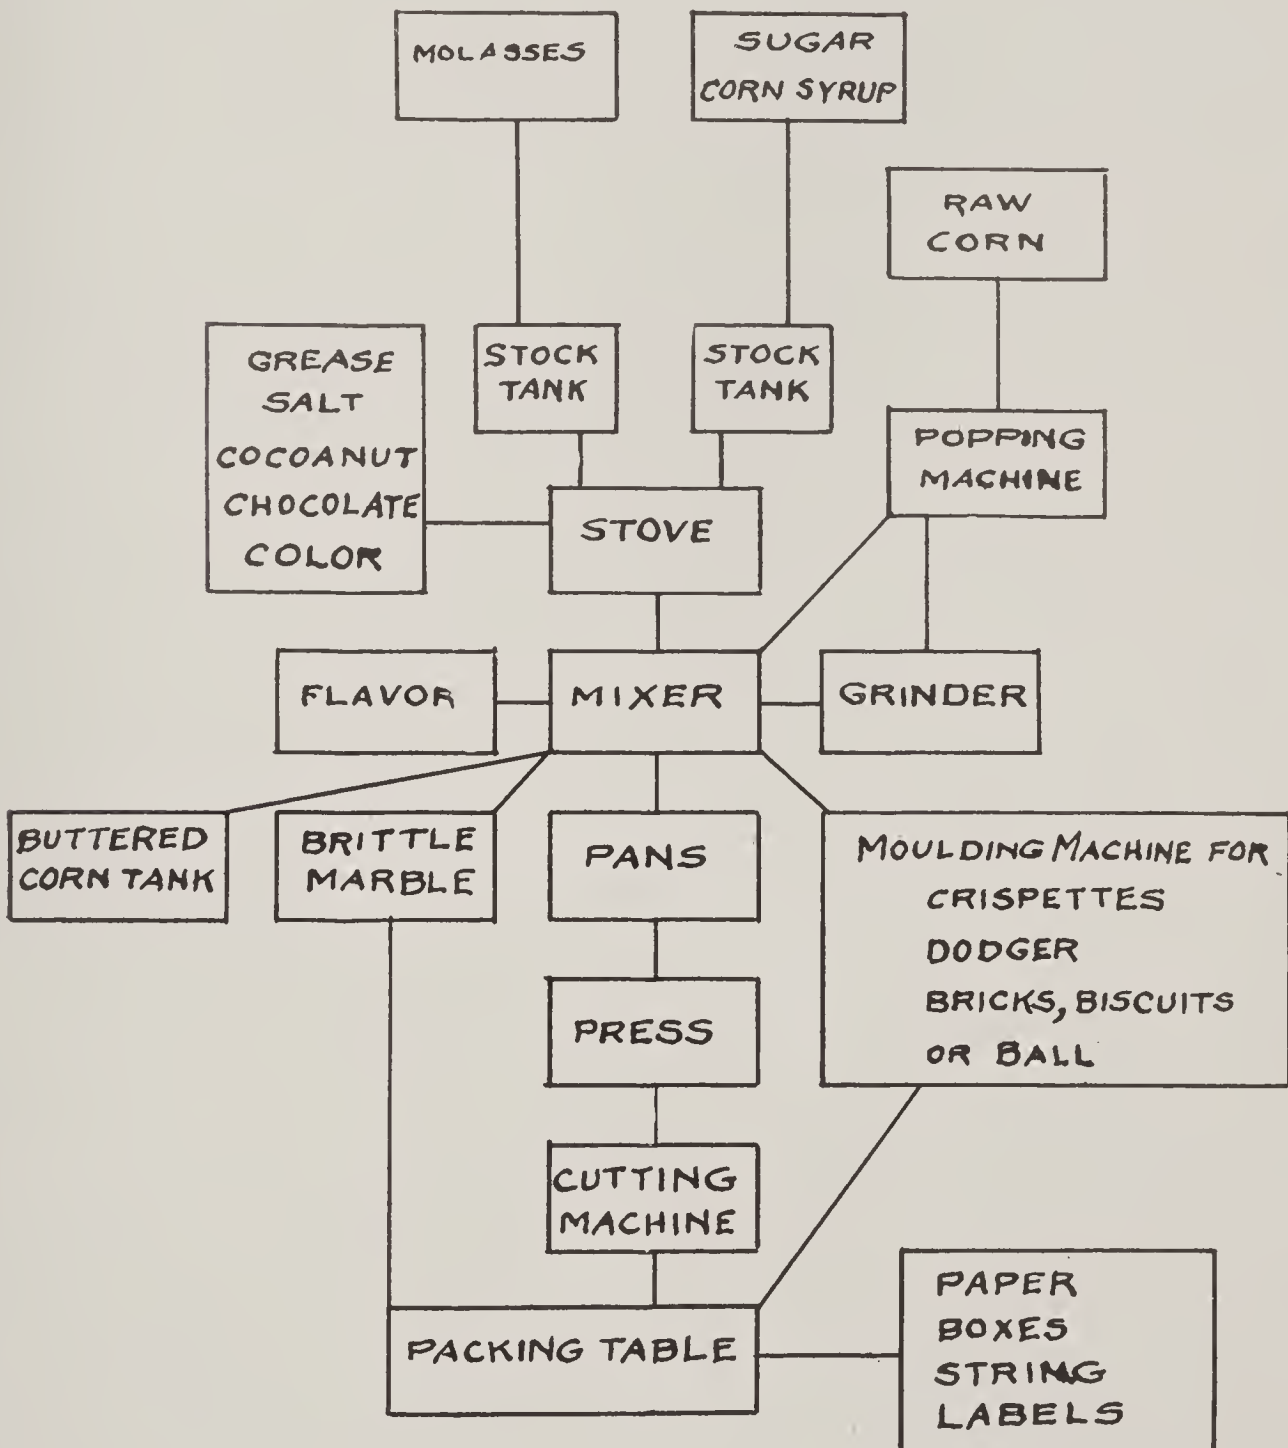 MOLASSES
SUGAR
CORN SYRUP
RAW
CORN
GREASE
SALT
COCOANUT
CHOCOLATE
COLOR
STOCK
TANK
STOCK
TANK
POPPING
MACHINE
STOVE
FLAVOR
MIXER
GRINDER
BUTTERED
CORN TANK
BRITTLE
MARBLE
PANS
MOULDING MACHINE FOR
CRISPETTES
DODGER
BRICKS, BISCUITS
OR BALL
PRESS
CUTTING
MACHINE
PACKING TABLE
PAPER
BOXES
STRING
LABELS